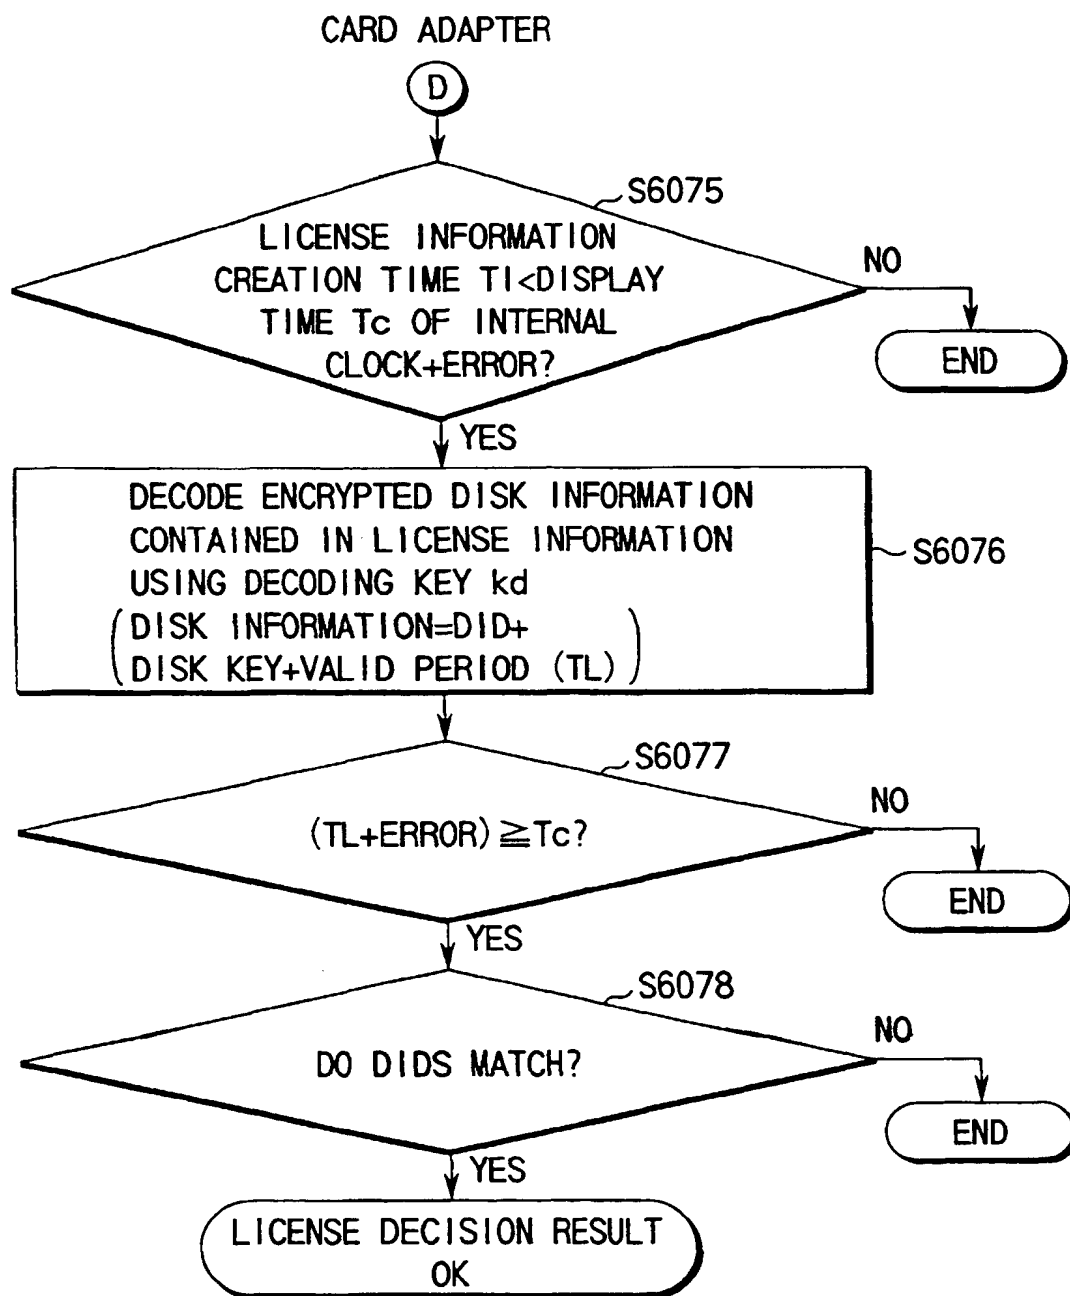 CARD ADAPTER
D
S6075
LICENSE INFORMATION
CREATION TIME TI<DISPLAY
TIME Tc OF INTERNAL
CLOCK+ERROR?
NO
END
YES
DECODE ENCRYPTED DISK INFORMATION
CONTAINED IN LICENSE INFORMATION
USING DECODING KEY kd
(DISK INFORMATION=DID+
DISK KEY+VALID PERIOD (TL))
S6076
S6077
(TL+ERROR)≧Tc?
NO
END
YES
S6078
DO DIDS MATCH?
NO
END
YES
LICENSE DECISION RESULT
OK